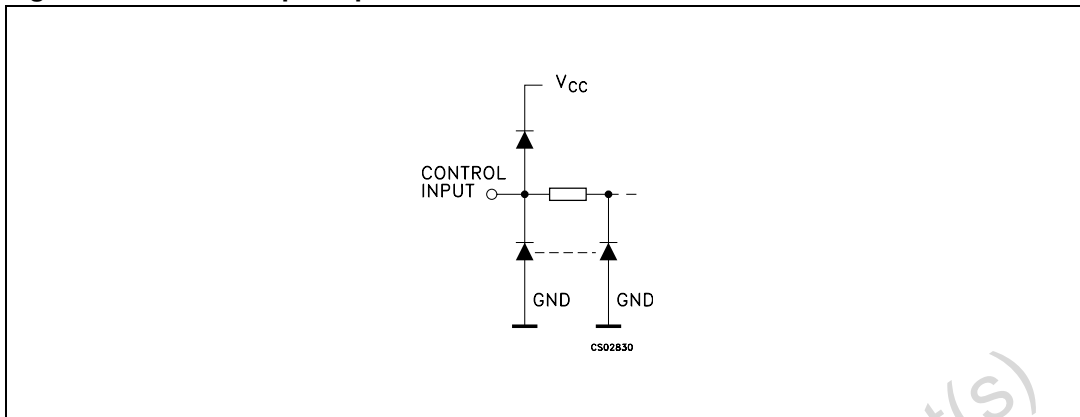 VCC
CONTROL
INPUT
GND GND
CS02830
t(s)